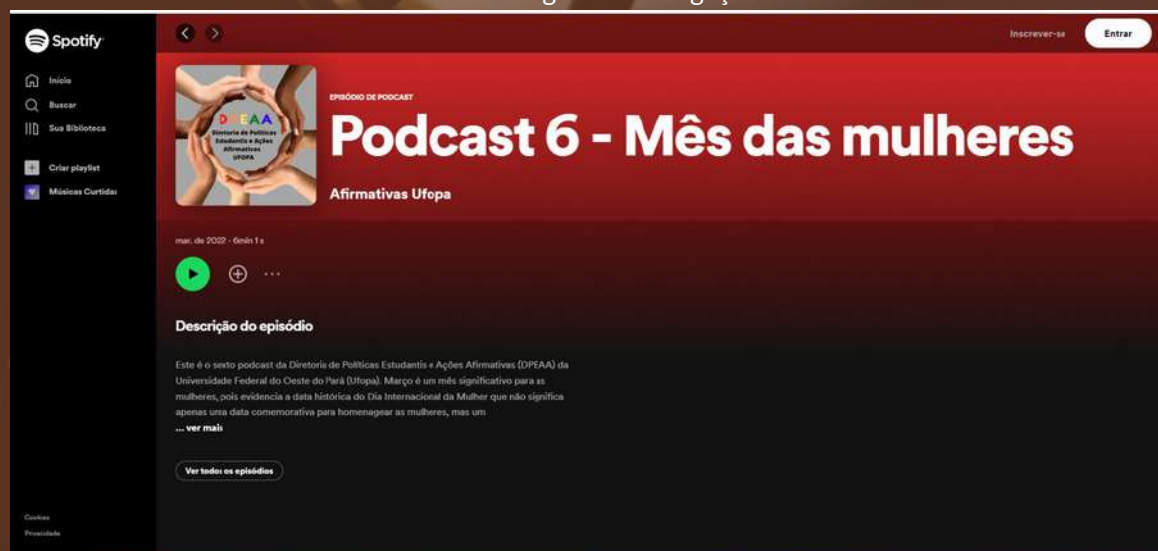 Spotify
Início
Buscar
Sua Biblioteca
Criar playlist
Músicas Curtidas
Cookies
Privacidade
Inscrever-se
Entrar
DPEAA
Diretoria de Políticas
Estudantis e Ações
Afirmativas
UFOPA
EPISÓDIO DE PODCAST
Podcast 6 - Mês das mulheres
Afirmativas Ufopa
mar. de 2022 · 6min 1 s
Descrição do episódio
Este é o sexto podcast da Diretoria de Políticas Estudantis e Ações Afirmativas (DPEAA) da
Universidade Federal do Oeste do Pará (Ufopa). Março é um mês significativo para as
mulheres, pois evidencia a data histórica do Dia Internacional da Mulher que não significa
apenas uma data comemorativa para homenagear as mulheres, mas um
... ver mais
Ver todos os episódios